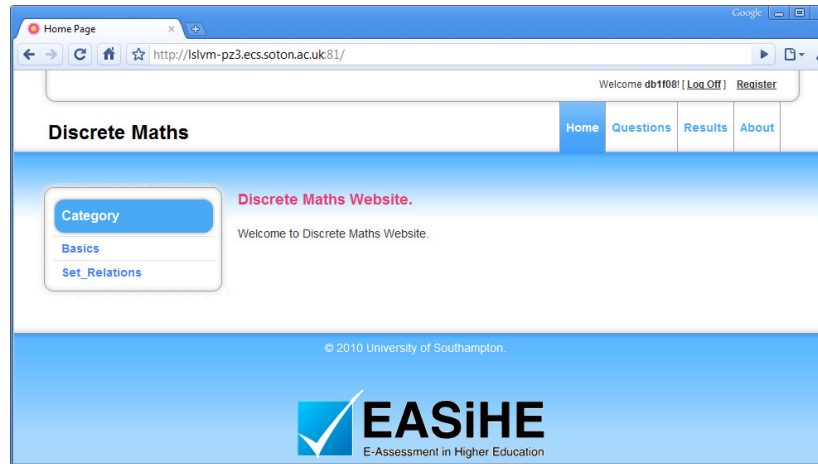 Google
Home Page
http://lslvm-pz3.ecs.soton.ac.uk:81/
Welcome db1f08! [ Log Off ] Register
Discrete Maths
Home Questions Results About
Discrete Maths Website.
Category
Welcome to Discrete Maths Website.
Basics
Set_Relations
© 2010 University of Southampton.
EASiHE
E-Assessment in Higher Education